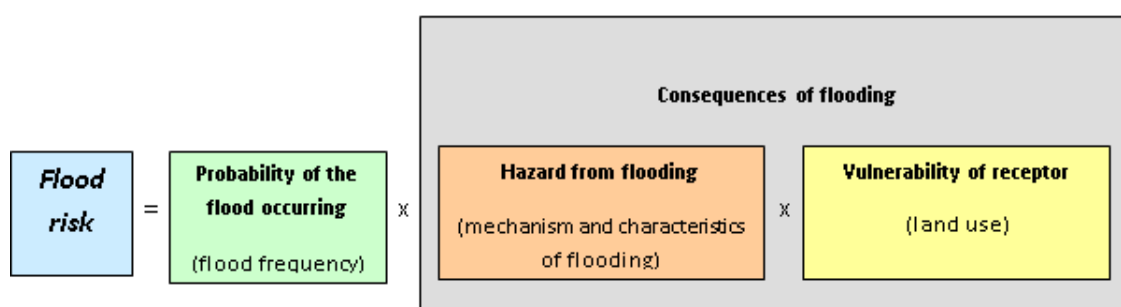 Consequences of flooding
Flood
risk
=
Probability of the
flood occurring
(flood frequency)
x
Hazard from flooding
(mechanism and characteristics
of flooding)
x
Vulnerability of receptor
(land use)